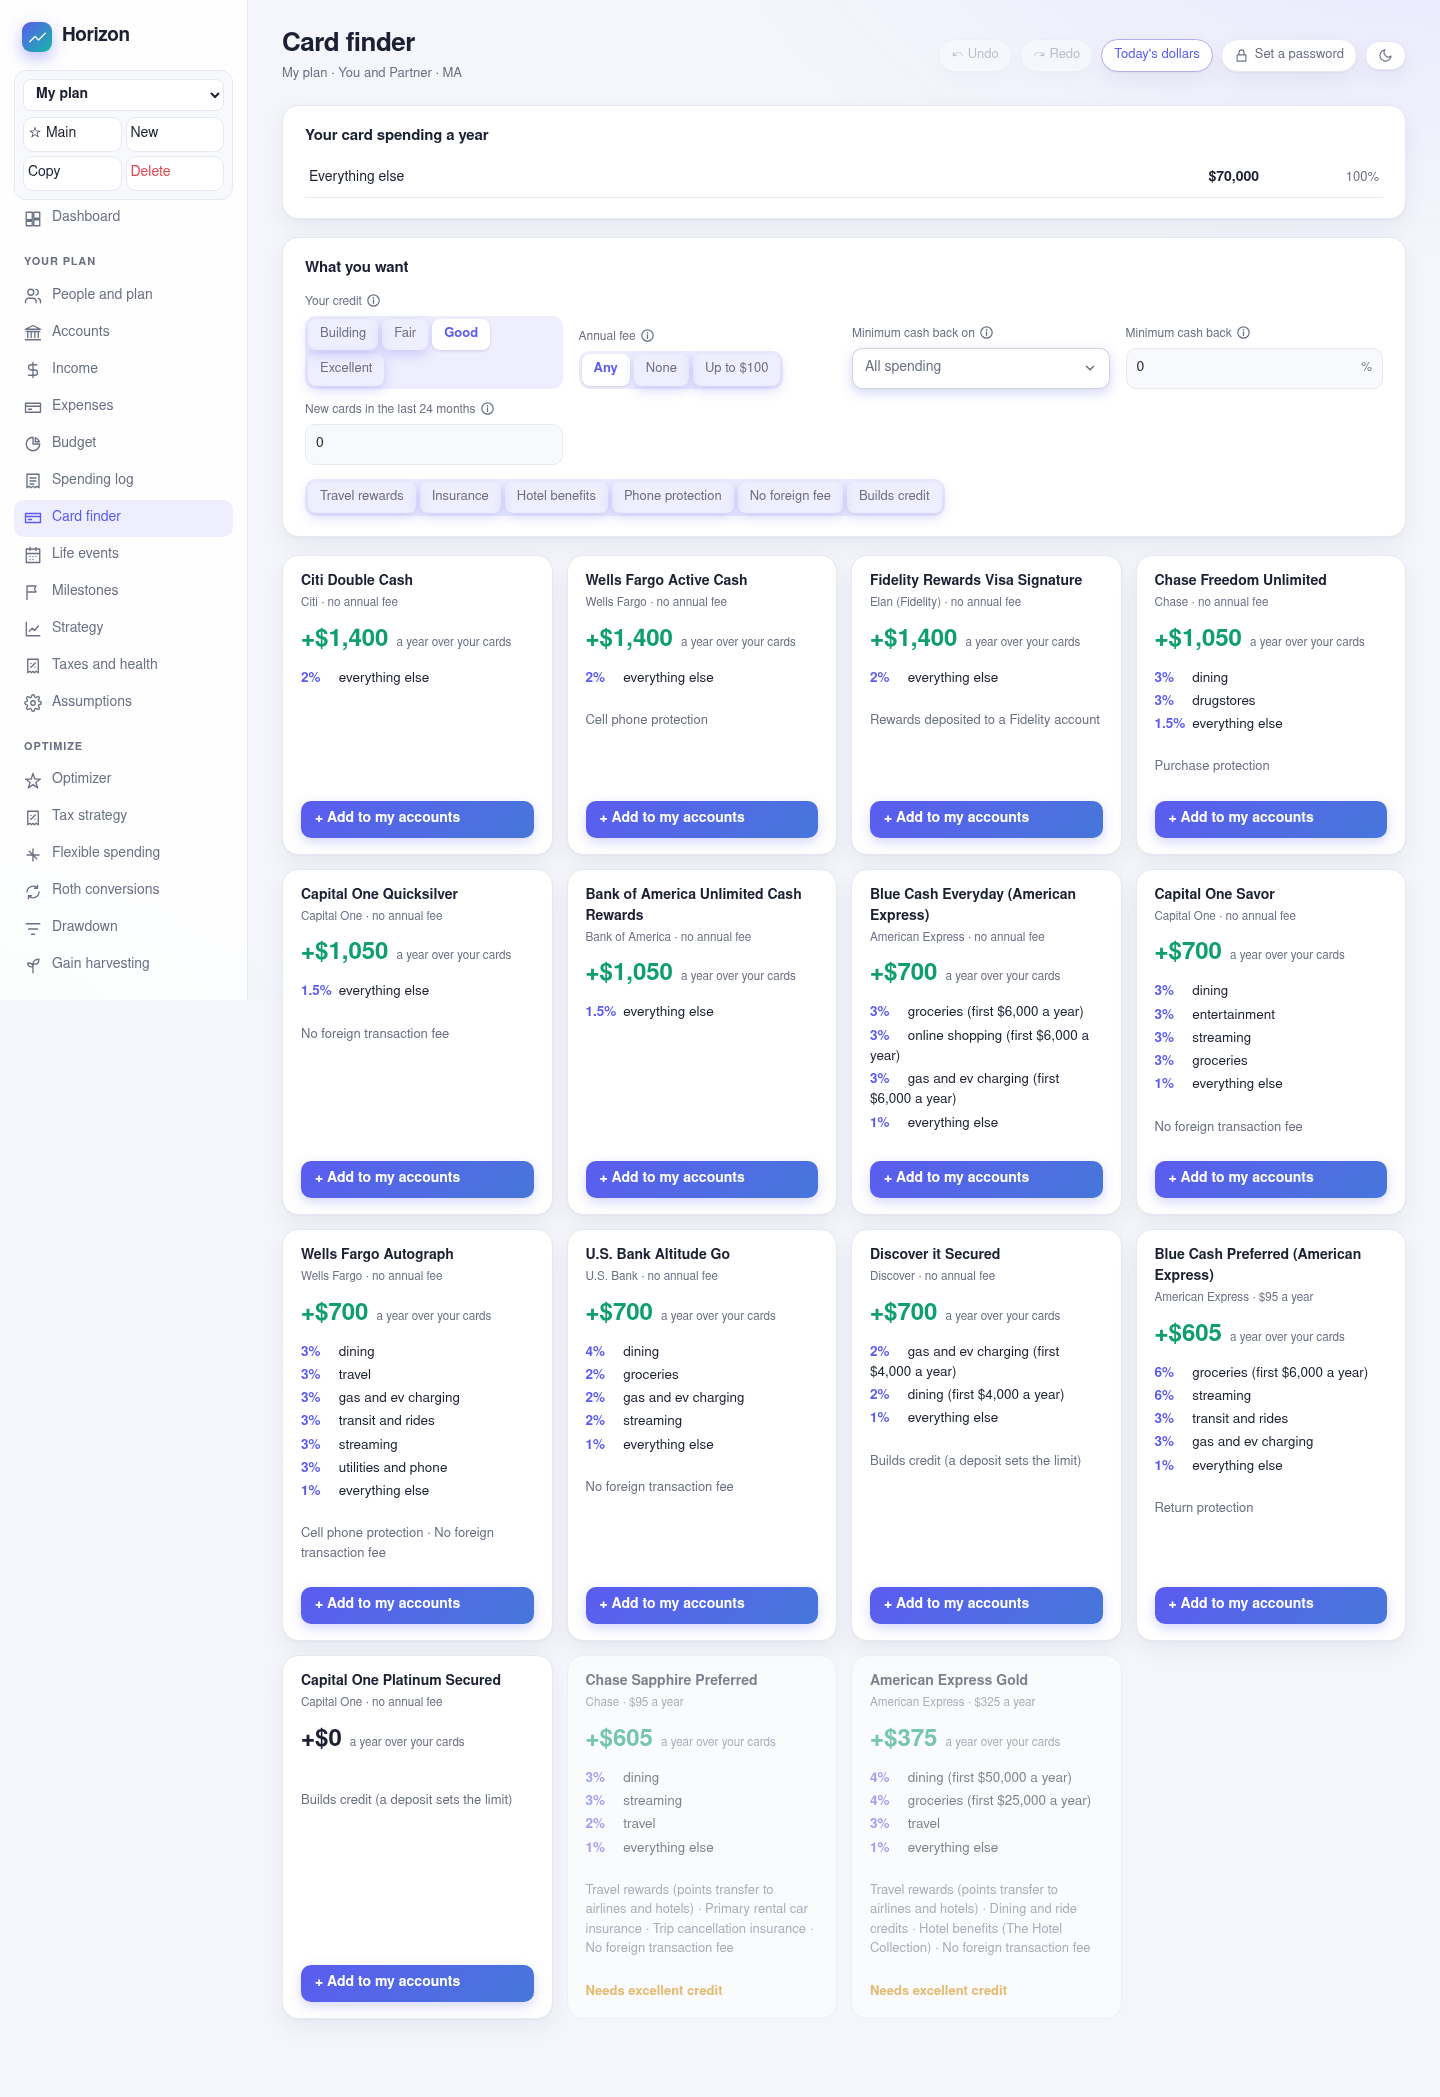 Horizon
My plan
☆ Main
New
Copy
Delete
Dashboard
YOUR PLAN
People and plan
Accounts
Income
Expenses
Budget
Spending log
Card finder
Life events
Milestones
Strategy
Taxes and health
Assumptions
OPTIMIZE
Optimizer
Tax strategy
Flexible spending
Roth conversions
Drawdown
Gain harvesting
Card finder
My plan · You and Partner · MA
Undo
Redo
Today's dollars
Set a password
Your card spending a year
Everything else $70,000 100%
What you want
Your credit
Building
Fair
Good
Excellent
Annual fee
Any
None
Up to $100
Minimum cash back on
All spending
Minimum cash back
0 %
New cards in the last 24 months
0
Travel rewards
Insurance
Hotel benefits
Phone protection
No foreign fee
Builds credit
Citi Double Cash
Citi · no annual fee
+$1,400 a year over your cards
2% everything else
+ Add to my accounts
Wells Fargo Active Cash
Wells Fargo · no annual fee
+$1,400 a year over your cards
2% everything else
Cell phone protection
+ Add to my accounts
Fidelity Rewards Visa Signature
Elan (Fidelity) · no annual fee
+$1,400 a year over your cards
2% everything else
Rewards deposited to a Fidelity account
+ Add to my accounts
Chase Freedom Unlimited
Chase · no annual fee
+$1,050 a year over your cards
3% dining
3% drugstores
1.5% everything else
Purchase protection
+ Add to my accounts
Capital One Quicksilver
Capital One · no annual fee
+$1,050 a year over your cards
1.5% everything else
No foreign transaction fee
+ Add to my accounts
Bank of America Unlimited Cash
Rewards
Bank of America · no annual fee
+$1,050 a year over your cards
1.5% everything else
+ Add to my accounts
Blue Cash Everyday (American
Express)
American Express · no annual fee
+$700 a year over your cards
3% groceries (first $6,000 a year)
3% online shopping (first $6,000 a
year)
3% gas and ev charging (first
$6,000 a year)
1% everything else
+ Add to my accounts
Capital One Savor
Capital One · no annual fee
+$700 a year over your cards
3% dining
3% entertainment
3% streaming
3% groceries
1% everything else
No foreign transaction fee
+ Add to my accounts
Wells Fargo Autograph
Wells Fargo · no annual fee
+$700 a year over your cards
3% dining
3% travel
3% gas and ev charging
3% transit and rides
3% streaming
3% utilities and phone
1% everything else
Cell phone protection · No foreign
transaction fee
+ Add to my accounts
U.S. Bank Altitude Go
U.S. Bank · no annual fee
+$700 a year over your cards
4% dining
2% groceries
2% gas and ev charging
2% streaming
1% everything else
No foreign transaction fee
+ Add to my accounts
Discover it Secured
Discover · no annual fee
+$700 a year over your cards
2% gas and ev charging (first
$4,000 a year)
2% dining (first $4,000 a year)
1% everything else
Builds credit (a deposit sets the limit)
+ Add to my accounts
Blue Cash Preferred (American
Express)
American Express · $95 a year
+$605 a year over your cards
6% groceries (first $6,000 a year)
6% streaming
3% transit and rides
3% gas and ev charging
1% everything else
Return protection
+ Add to my accounts
Capital One Platinum Secured
Capital One · no annual fee
+$0 a year over your cards
Builds credit (a deposit sets the limit)
+ Add to my accounts
Chase Sapphire Preferred
Chase · $95 a year
+$605 a year over your cards
3% dining
3% streaming
2% travel
1% everything else
Travel rewards (points transfer to
airlines and hotels) · Primary rental car
insurance · Trip cancellation insurance ·
No foreign transaction fee
Needs excellent credit
American Express Gold
American Express · $325 a year
+$375 a year over your cards
4% dining (first $50,000 a year)
4% groceries (first $25,000 a year)
3% travel
1% everything else
Travel rewards (points transfer to
airlines and hotels) · Dining and ride
credits · Hotel benefits (The Hotel
Collection) · No foreign transaction fee
Needs excellent credit